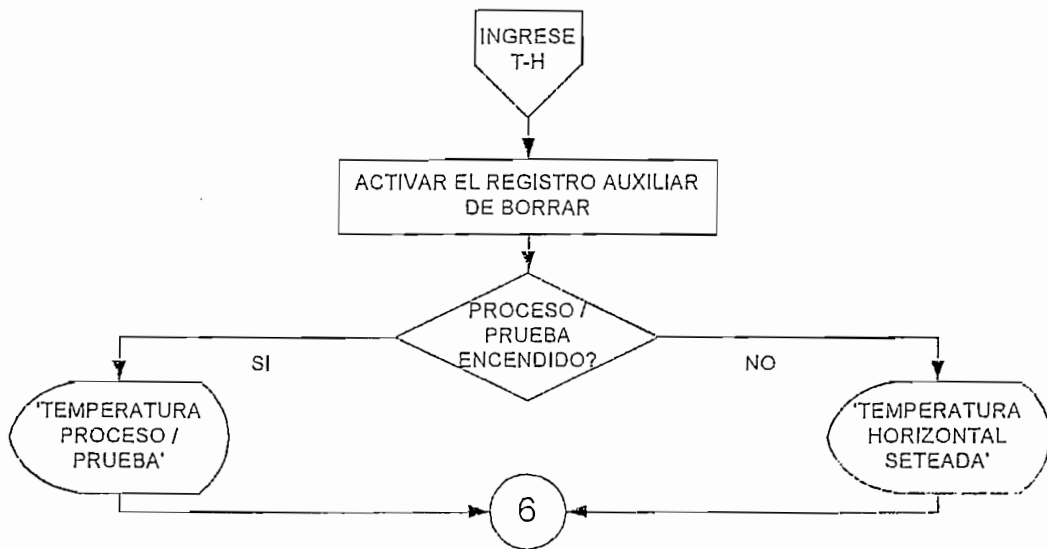 INGRESE
T-H
ACTIVAR EL REGISTRO AUXILIAR
DE BORRAR
PROCESO /
PRUEBA
ENCENDIDO?
SI
NO
'TEMPERATURA
PROCESO /
PRUEBA'
'TEMPERATURA
HORIZONTAL
SETEADA'
6